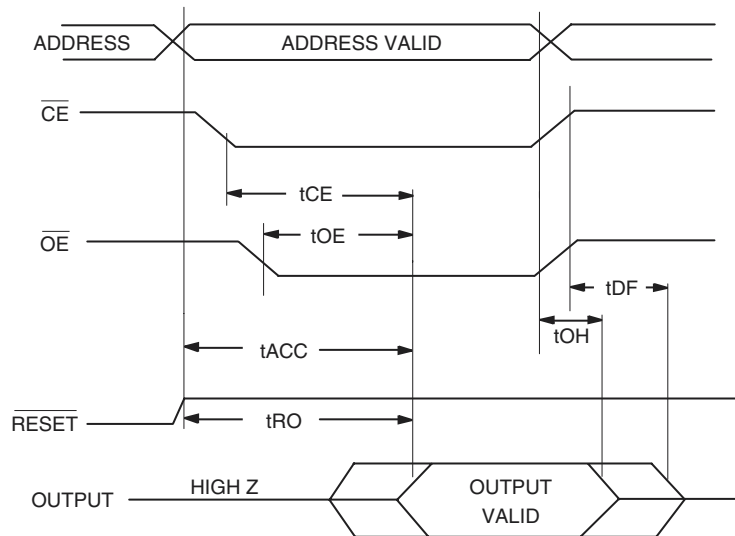 ADDRESS
ADDRESS VALID
CE
tCE
tOE
OE
tDF
tOH
tACC
RESET
tRO
HIGH Z
OUTPUT
OUTPUT
VALID